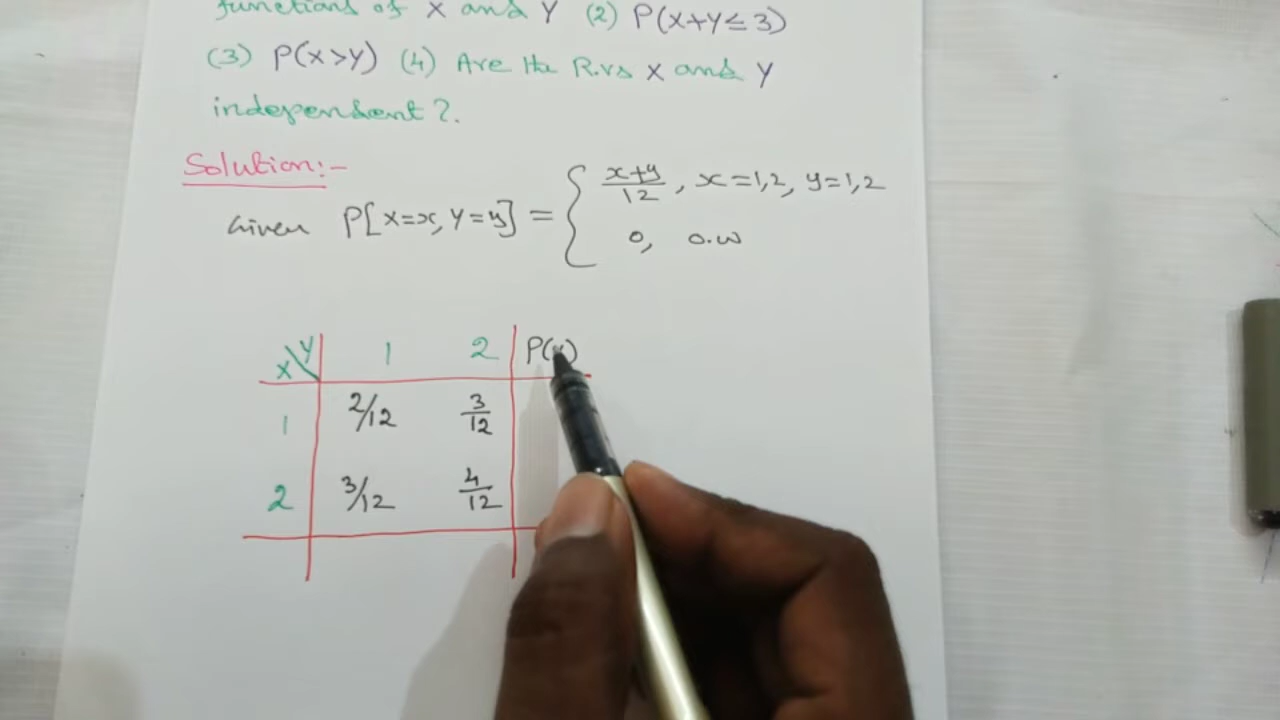 functions of X and Y (2) P(X+Y≤3)
(3) P(X>Y) (4) Are the R.vs X and Y
independent?.
Solution:-
Given P[X=x, Y=y] = { x+y/12, x=1,2, y=1,2
0, o.w
X\Y 1 2
1 2/12 3/12
2 3/12 4/12